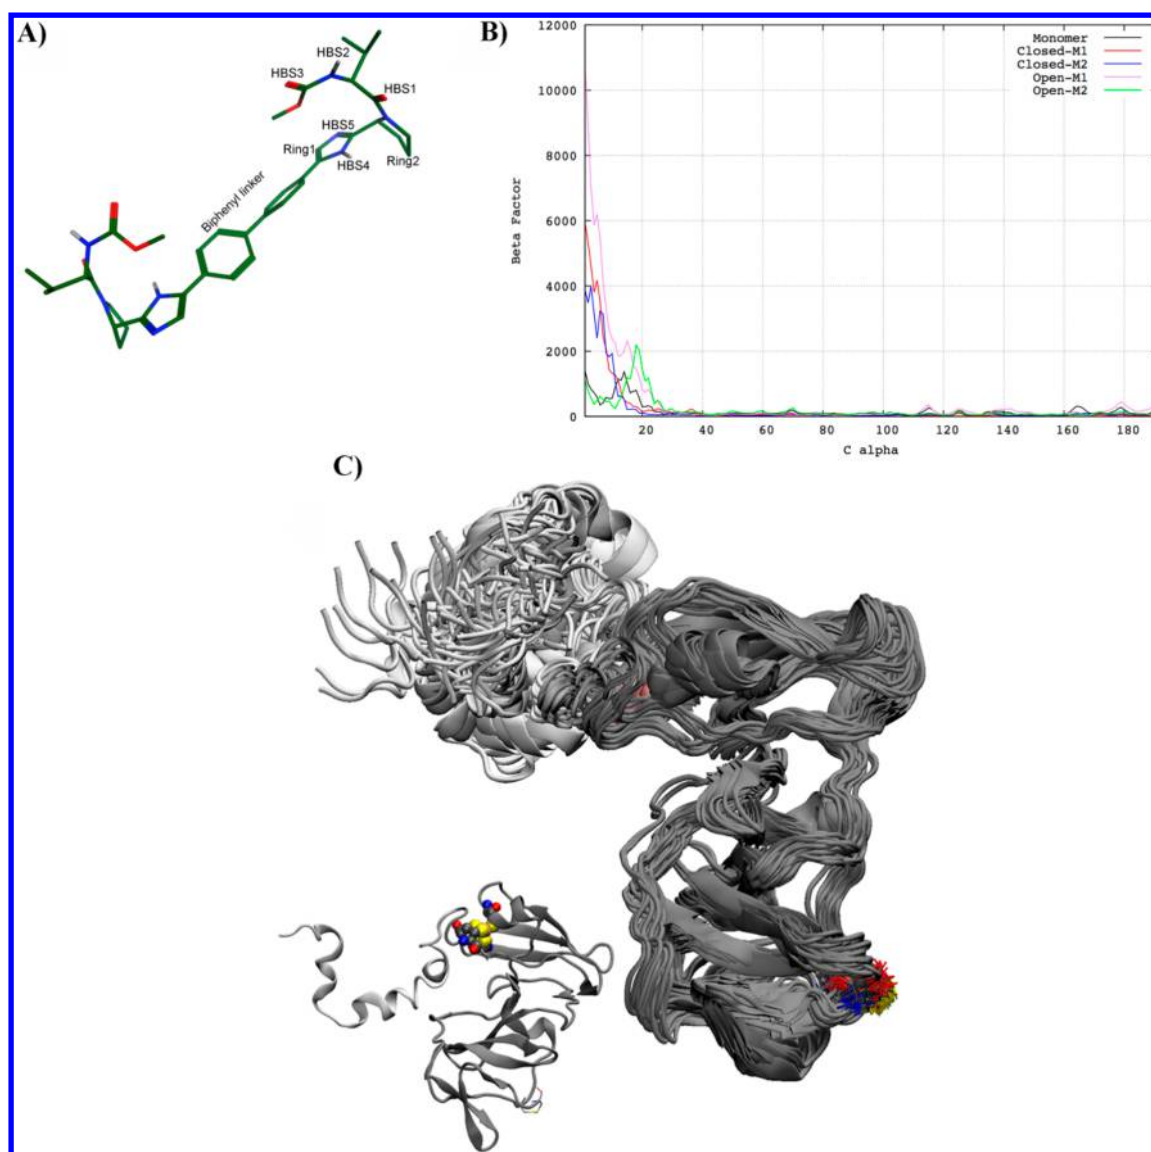 A)
HBS2
HBS3
HBS1
HBS5
Ring1
HBS4
Ring2
Biphenyl linker
B)
12000
10000
8000
6000
4000
2000
0
Beta Factor
Monomer
Closed-M1
Closed-M2
Open-M1
Open-M2
20 40 60 80 100 120 140 160 180
C alpha
C)